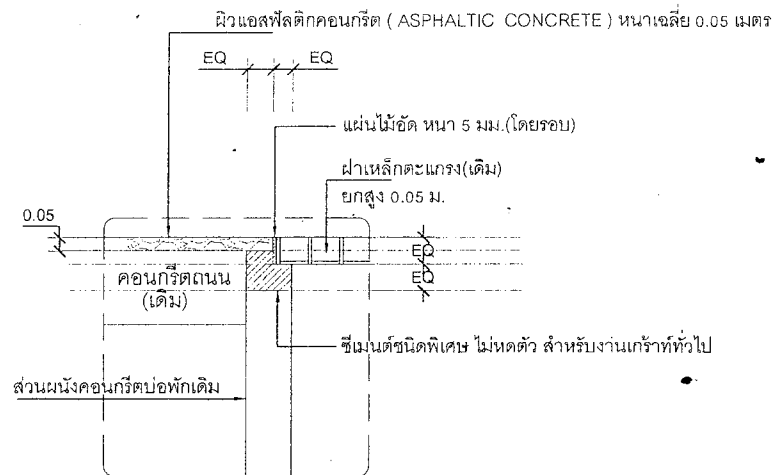 ผิวแอสฟัลติกคอนกรีต ( ASPHALTIC CONCRETE ) หนาเฉลี่ย 0.05 เมตร
EQ EQ
แผ่นไม้อัด หนา 5 มม.(โดยรอบ)
ฝาเหล็กตะแกรง(เดิม)
ยกสูง 0.05 ม.
0.05
EQ
คอนกรีตถนน
(เดิม)
EQ
ซีเมนต์ชนิดพิเศษ ไม่หดตัว สำหรับงานเกร้าท์ทั่วไป
ส่วนผนังคอนกรีตบ่อพักเดิม